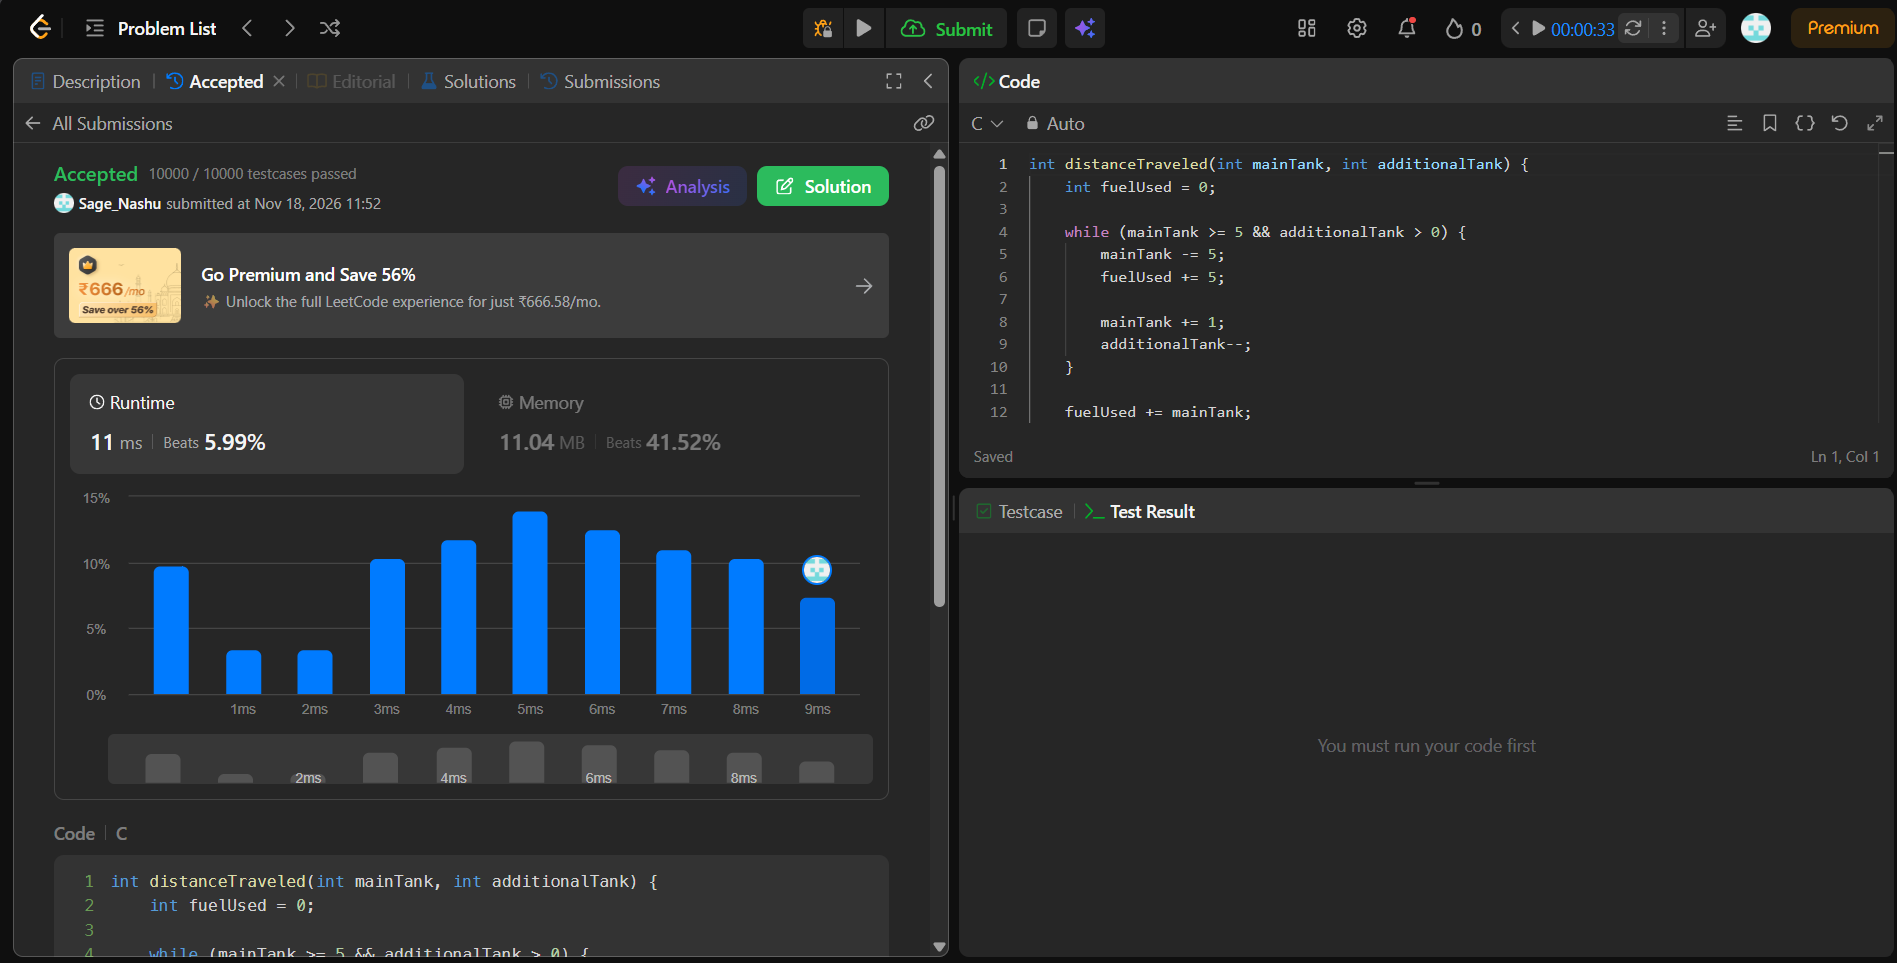 Problem List
Submit
0
00:00:33
Premium
Description
Accepted
Editorial
Solutions
Submissions
All Submissions
Accepted 10000 / 10000 testcases passed
Sage_Nashu submitted at Nov 18, 2026 11:52
Analysis
Solution
₹666 /mo
Save over 56%
Go Premium and Save 56%
✨ Unlock the full LeetCode experience for just ₹666.58/mo.
Runtime
11 ms Beats 5.99%
Memory
11.04 MB Beats 41.52%
15%
10%
5%
0%
1ms 2ms 3ms 4ms 5ms 6ms 7ms 8ms 9ms
2ms 4ms 6ms 8ms
Code C
1 int distanceTraveled(int mainTank, int additionalTank) {
2 int fuelUsed = 0;
3
4 while (mainTank >= 5 && additionalTank > 0) {
</> Code
C Auto
1 int distanceTraveled(int mainTank, int additionalTank) {
2 int fuelUsed = 0;
3
4 while (mainTank >= 5 && additionalTank > 0) {
5 mainTank -= 5;
6 fuelUsed += 5;
7
8 mainTank += 1;
9 additionalTank--;
10 }
11
12 fuelUsed += mainTank;
Saved
Ln 1, Col 1
Testcase
Test Result
You must run your code first